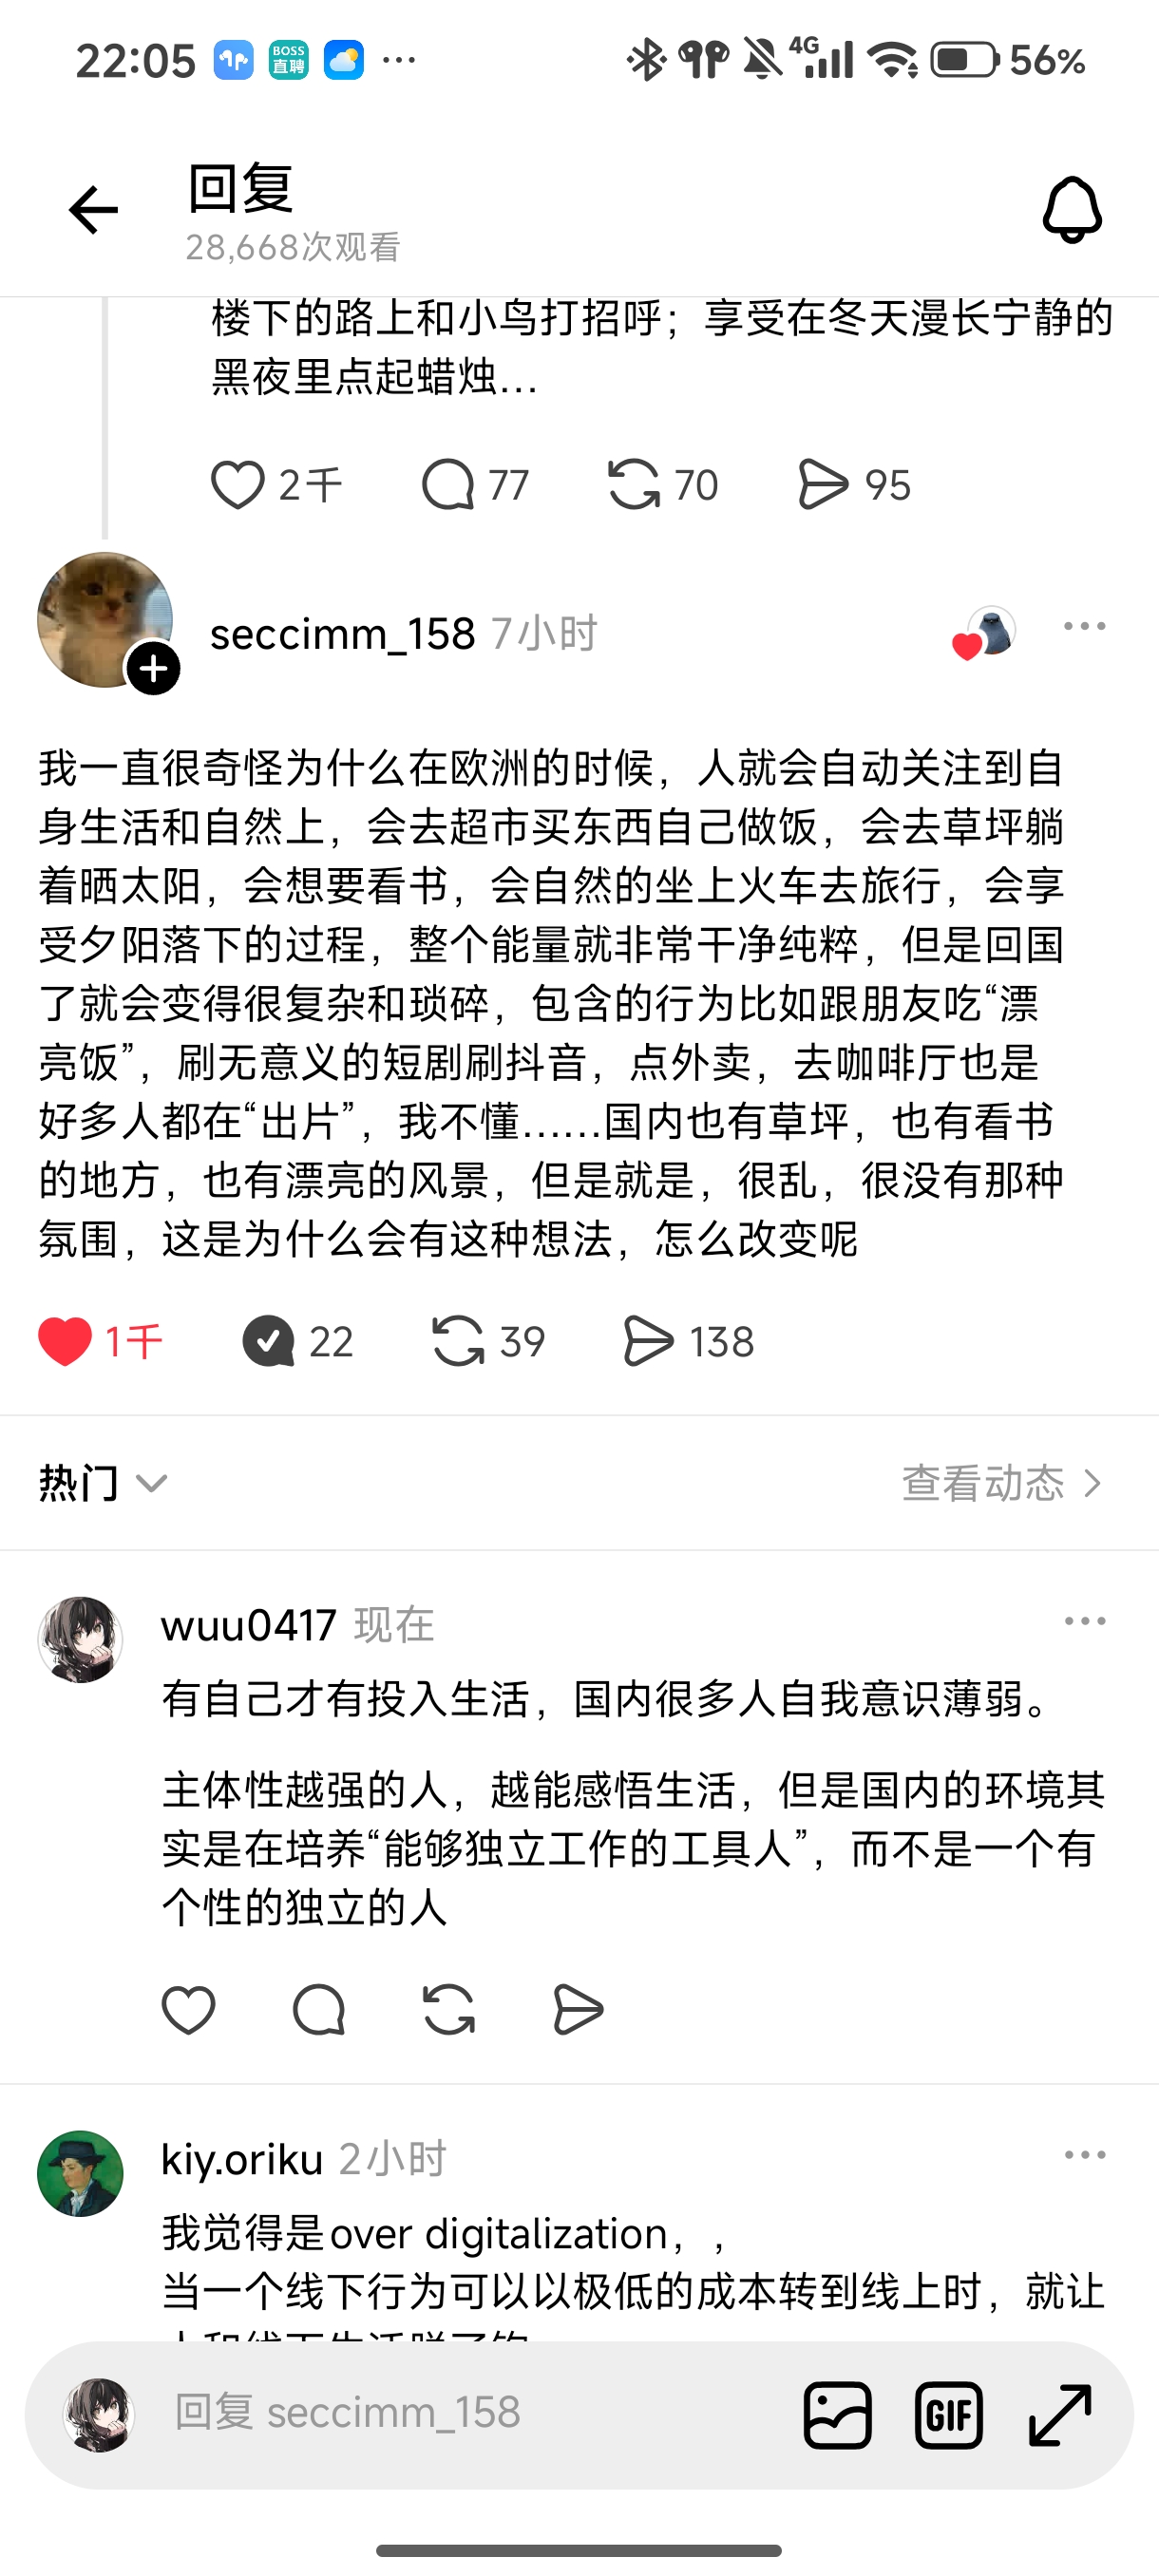 22:05 BOSS 直聘 ··· 4G 56%
回复
28,668次观看
楼下的路上和小鸟打招呼；享受在冬天漫长宁静的
黑夜里点起蜡烛...
2千 77 70 95
seccimm_158 7小时
我一直很奇怪为什么在欧洲的时候，人就会自动关注到自
身生活和自然上，会去超市买东西自己做饭，会去草坪躺
着晒太阳，会想要看书，会自然的坐上火车去旅行，会享
受夕阳落下的过程，整个能量就非常干净纯粹，但是回国
了就会变得很复杂和琐碎，包含的行为比如跟朋友吃“漂
亮饭”，刷无意义的短剧刷抖音，点外卖，去咖啡厅也是
好多人都在“出片”，我不懂......国内也有草坪，也有看书
的地方，也有漂亮的风景，但是就是，很乱，很没有那种
氛围，这是为什么会有这种想法，怎么改变呢
1千 22 39 138
热门 查看动态
wuu0417 现在
有自己才有投入生活，国内很多人自我意识薄弱。
主体性越强的人，越能感悟生活，但是国内的环境其
实是在培养“能够独立工作的工具人”，而不是一个有
个性的独立的人
kiy.oriku 2小时
我觉得是over digitalization，，
当一个线下行为可以以极低的成本转到线上时，就让
回复 seccimm_158 GIF